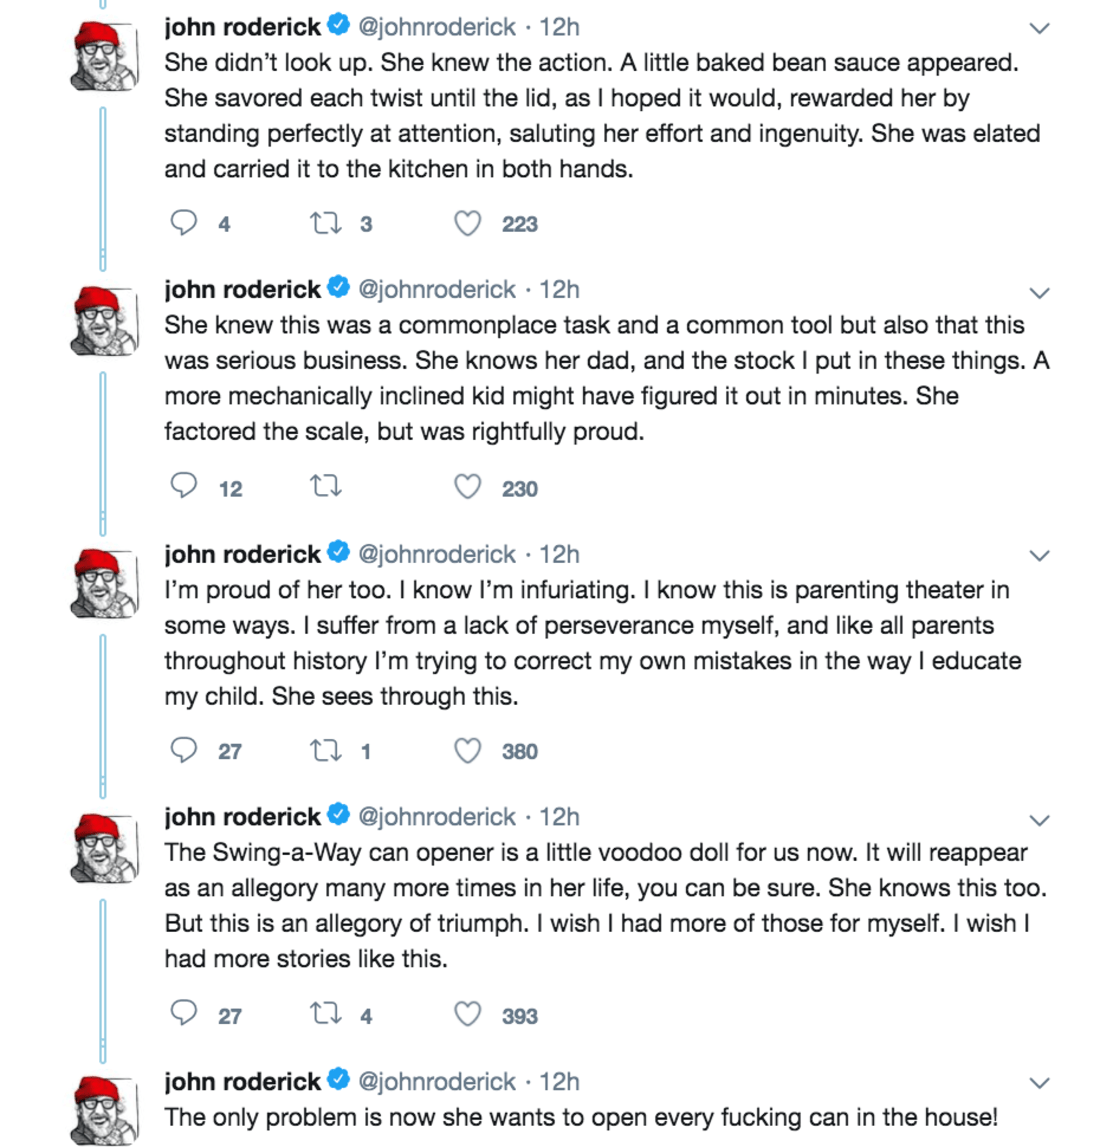 john roderick @johnroderick · 12h
She didn’t look up. She knew the action. A little baked bean sauce appeared.
She savored each twist until the lid, as I hoped it would, rewarded her by
standing perfectly at attention, saluting her effort and ingenuity. She was elated
and carried it to the kitchen in both hands.
4 3 223
john roderick @johnroderick · 12h
She knew this was a commonplace task and a common tool but also that this
was serious business. She knows her dad, and the stock I put in these things. A
more mechanically inclined kid might have figured it out in minutes. She
factored the scale, but was rightfully proud.
12 230
john roderick @johnroderick · 12h
I’m proud of her too. I know I’m infuriating. I know this is parenting theater in
some ways. I suffer from a lack of perseverance myself, and like all parents
throughout history I’m trying to correct my own mistakes in the way I educate
my child. She sees through this.
27 1 380
john roderick @johnroderick · 12h
The Swing-a-Way can opener is a little voodoo doll for us now. It will reappear
as an allegory many more times in her life, you can be sure. She knows this too.
But this is an allegory of triumph. I wish I had more of those for myself. I wish I
had more stories like this.
27 4 393
john roderick @johnroderick · 12h
The only problem is now she wants to open every fucking can in the house!